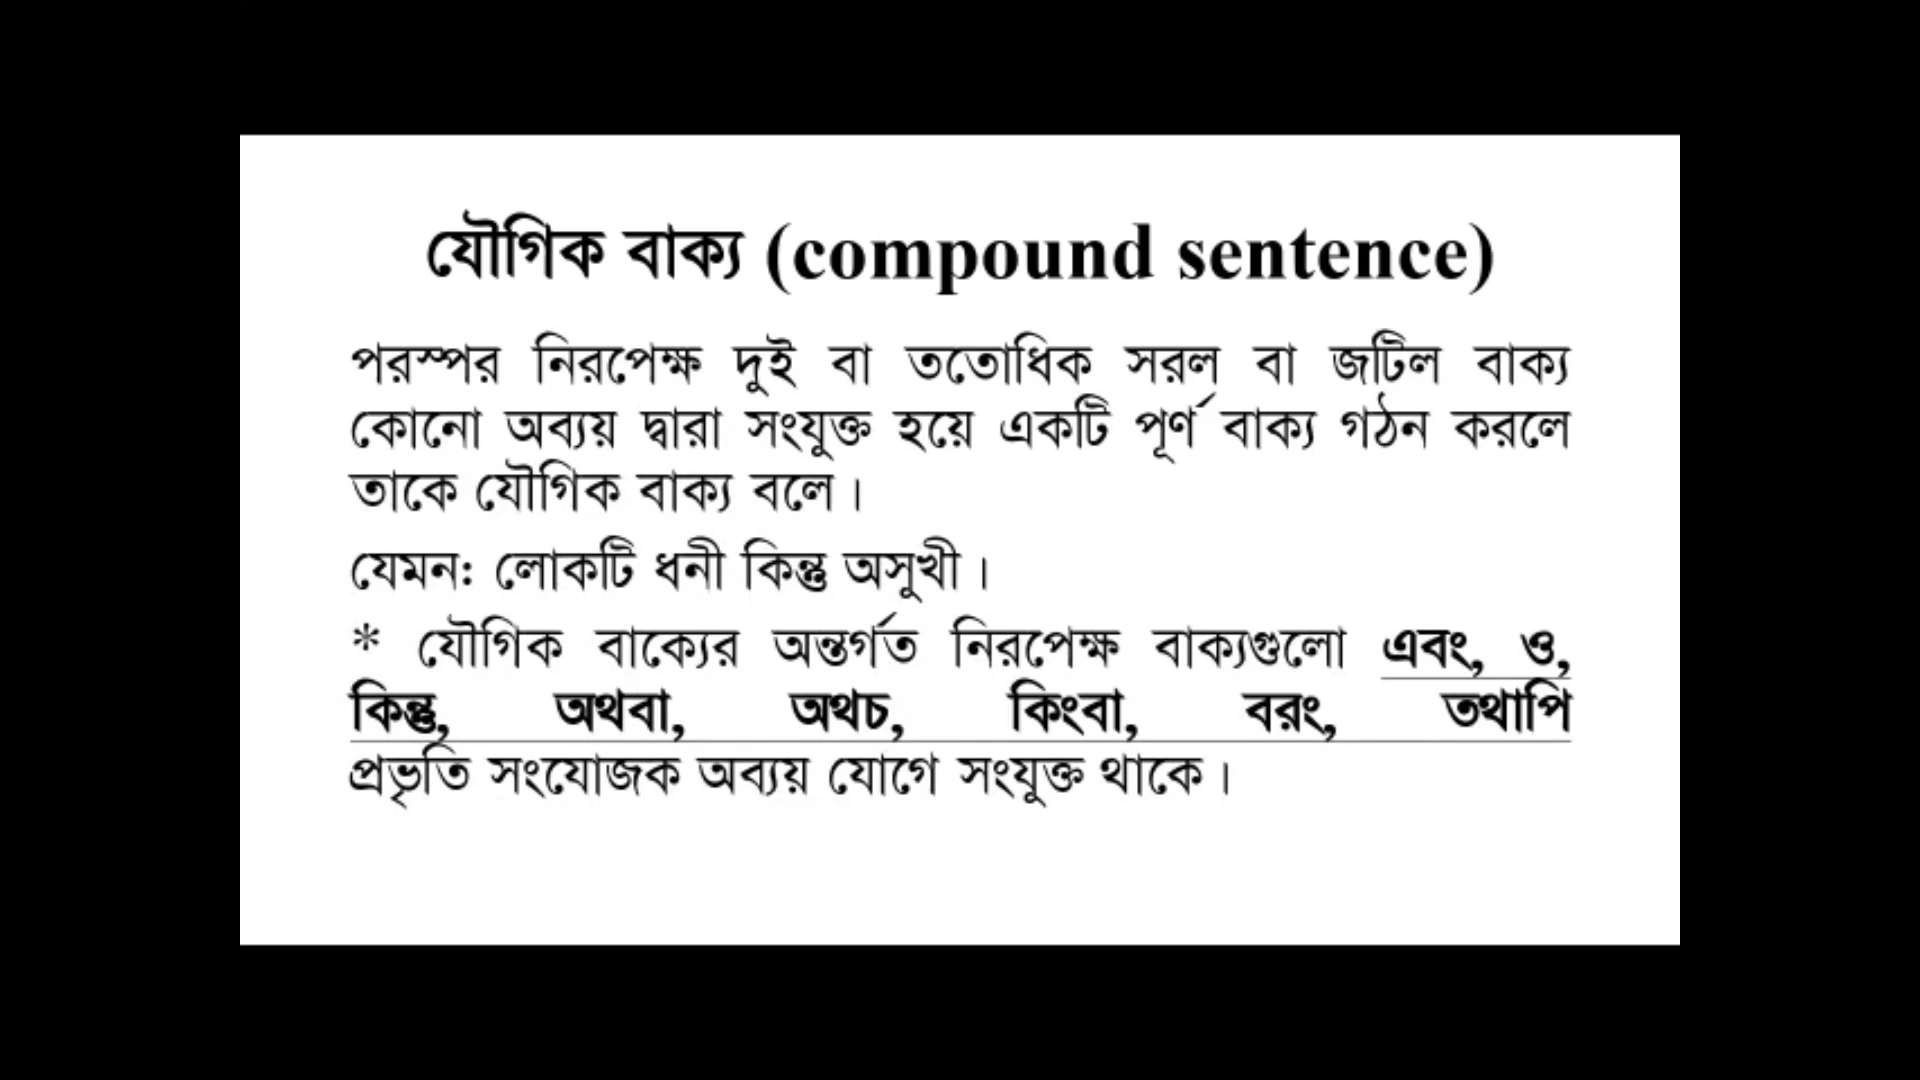 যৌগিক বাক্য (compound sentence)
পরস্পর নিরপেক্ষ দুই বা ততোধিক সরল বা জটিল বাক্য
কোনো অব্যয় দ্বারা সংযুক্ত হয়ে একটি পূর্ণ বাক্য গঠন করলে
তাকে যৌগিক বাক্য বলে।
যেমন: লোকটি ধনী কিন্তু অসুখী।
* যৌগিক বাক্যের অন্তর্গত নিরপেক্ষ বাক্যগুলো এবং, ও,
কিন্তু, অথবা, অথচ, কিংবা, বরং, তথাপি
প্রভৃতি সংযোজক অব্যয় যোগে সংযুক্ত থাকে।